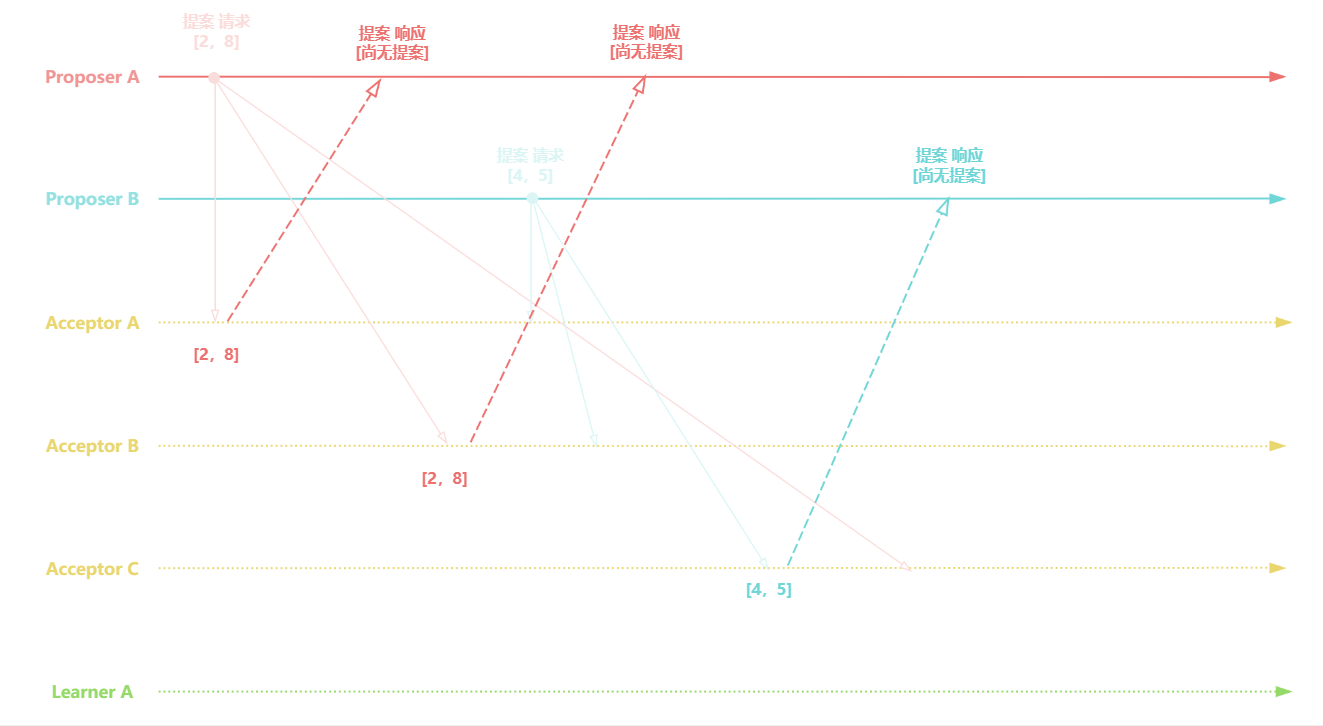 提案 请求
[2，8]
提案 响应
[尚无提案]
提案 响应
[尚无提案]
Proposer A
提案 请求
[4，5]
提案 响应
[尚无提案]
Proposer B
Acceptor A
[2，8]
Acceptor B
[2，8]
Acceptor C
[4，5]
Learner A